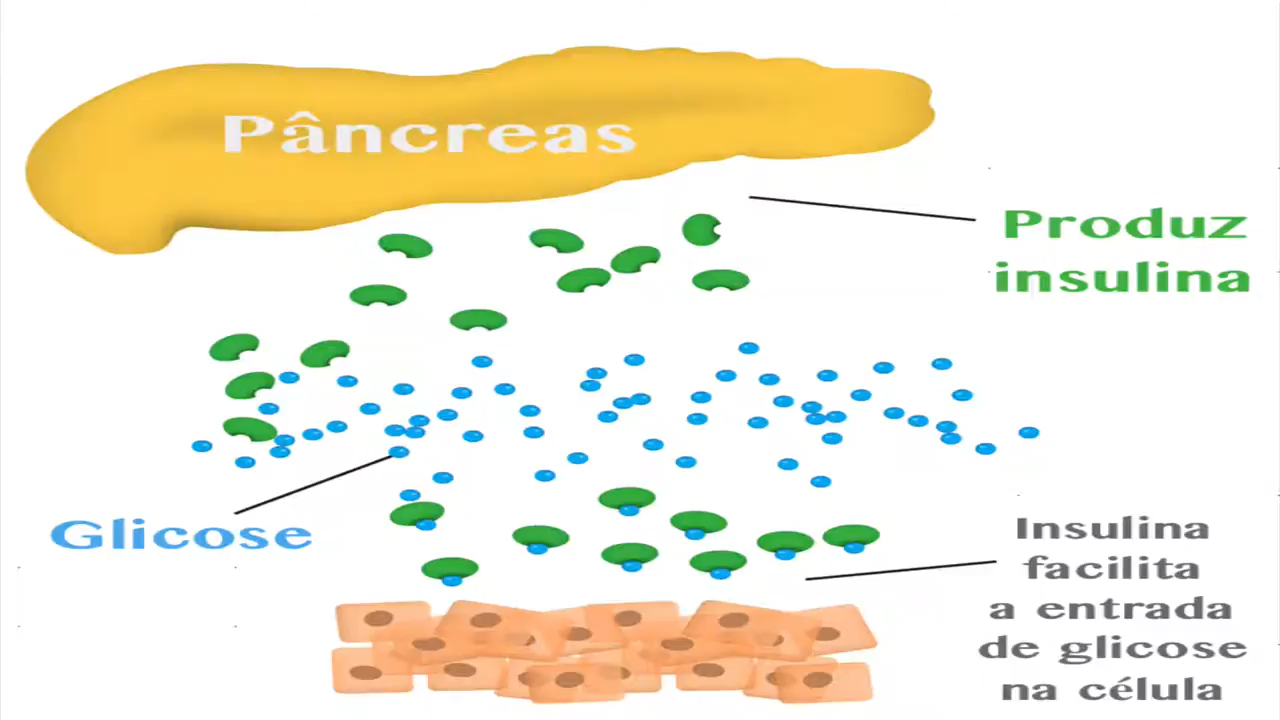 Pâncreas
Produz
insulina
Glicose
Insulina
facilita
a entrada
de glicose
na célula